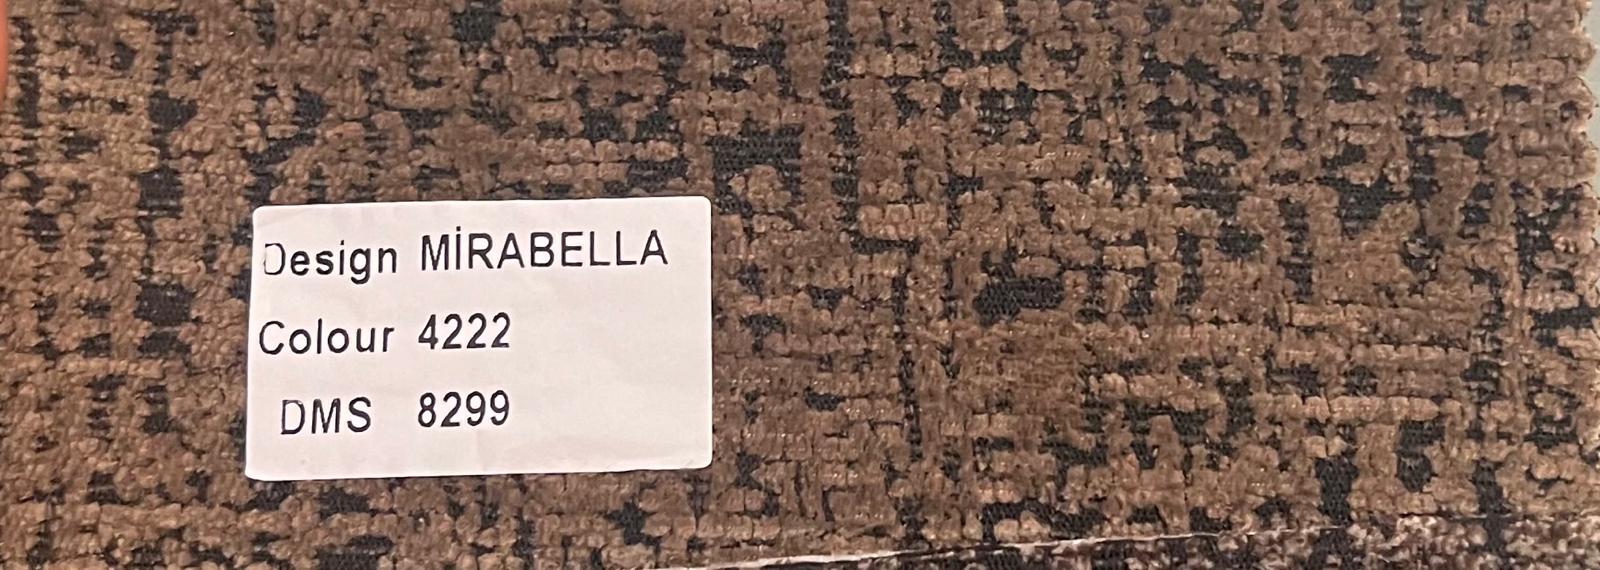 Design MİRABELLA
Colour 4222
DMS 8299